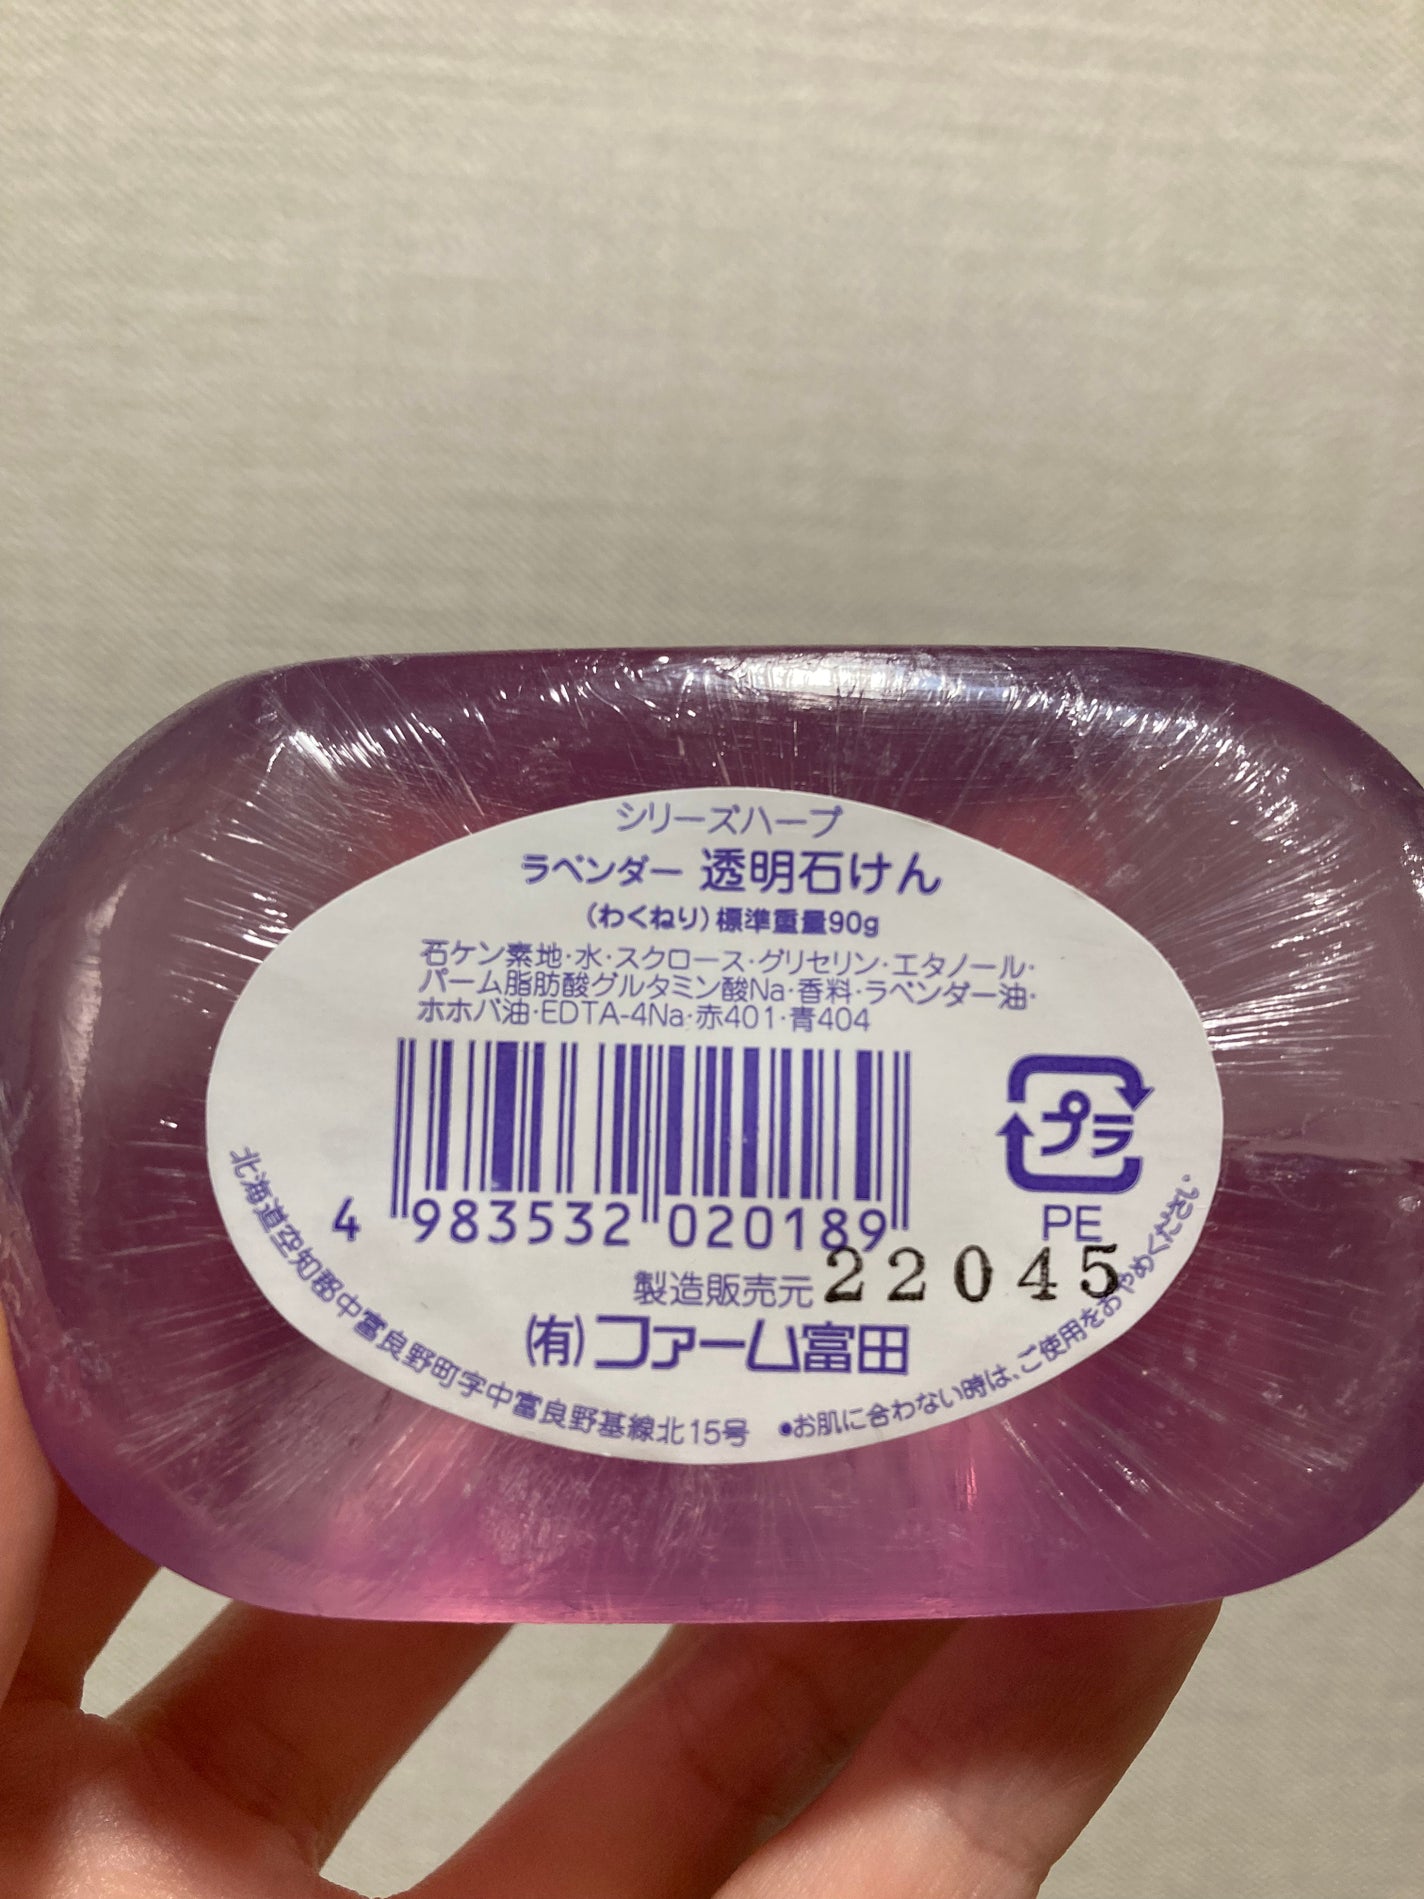 シリーズハーブ
ラベンダー 透明石けん
（わくねり）標準重量90g
石ケン素地・水・スクロース・グリセリン・エタノール・
パーム脂肪酸グルタミン酸Na・香料・ラベンダー油・
ホホバ油・EDTA-4Na・赤401・青404
4 983532 020189
プラ
PE
22045
製造販売元
(有)ファーム富田
北海道空知郡中富良野町字中富良野基線北15号
●お肌に合わない時は、ご使用をおやめください